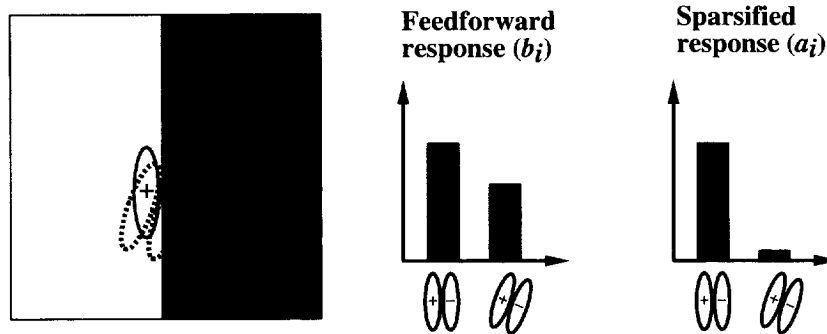 Feedforward
response (bi)
Sparsified
response (ai)
+
+ -
+ -
+ -
+ -